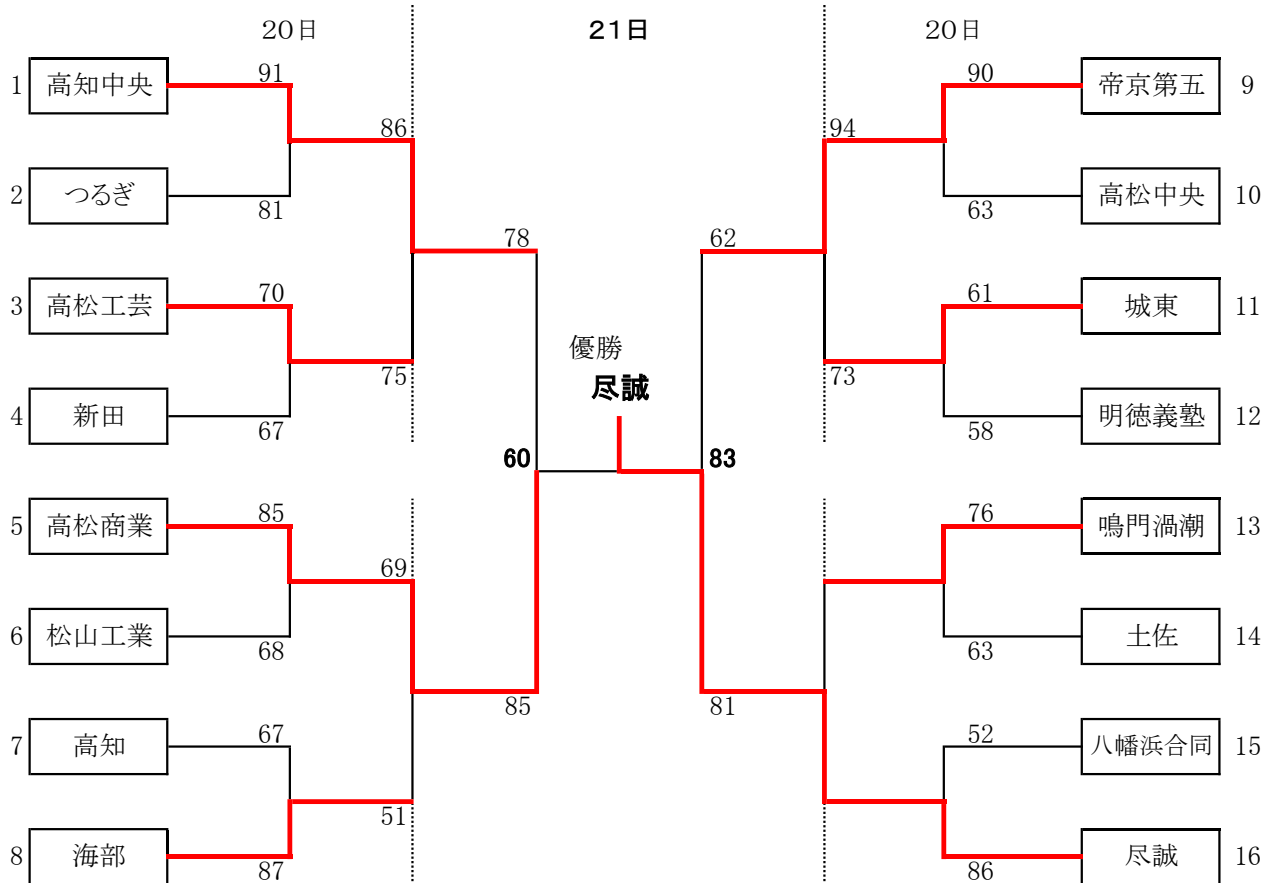 20日 21日 20日
1 高知中央 91 90 帝京第五 9
86 94
2 つるぎ 81 63 高松中央 10
78 62
3 高松工芸 70 61 城東 11
優勝
75 73
尽誠
4 新田 67 58 明徳義塾 12
60 83
5 高松商業 85 76 鳴門渦潮 13
69
6 松山工業 68 63 土佐 14
85 81
7 高知 67 52 八幡浜合同 15
51
8 海部 87 86 尽誠 16